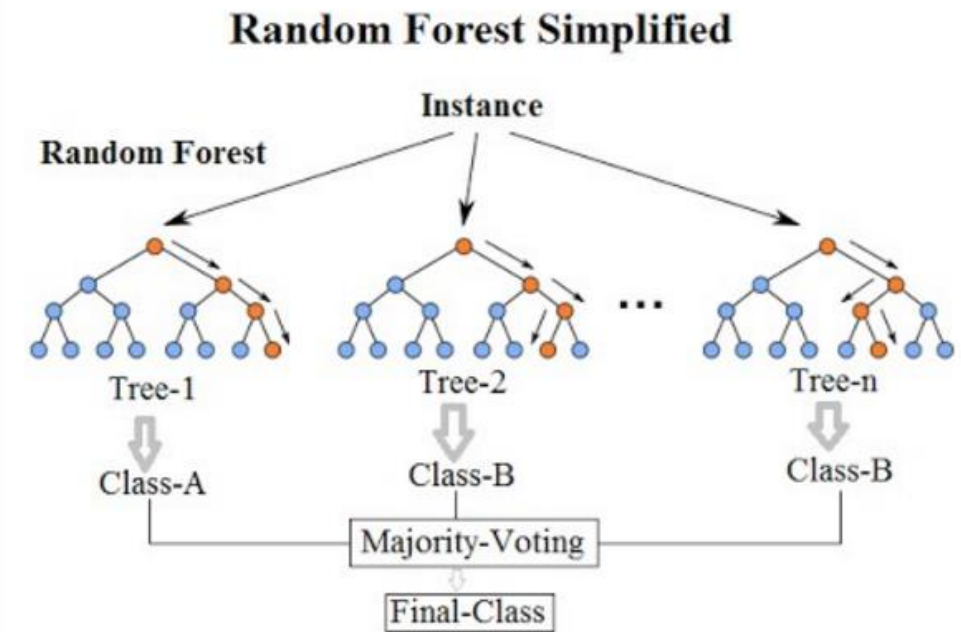 Random Forest Simplified
Instance
Random Forest
...
Tree-1
Tree-2
Tree-n
Class-A
Class-B
Class-B
Majority-Voting
Final-Class